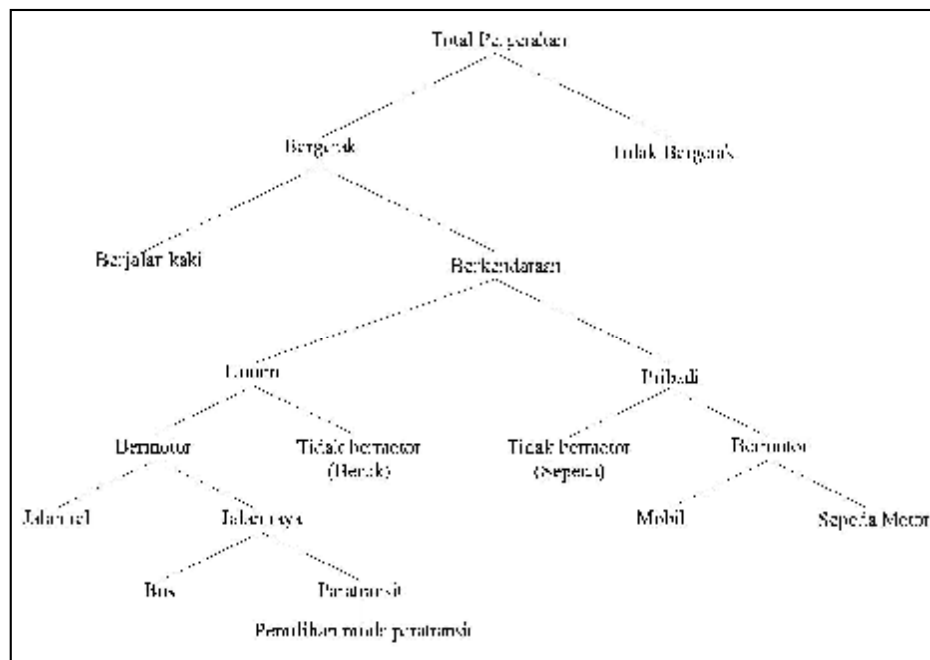 Total Pergerakan
Bergerak
Tidak Bergerak
Berjalan kaki
Berkendaraan
Umum
Pribadi
Bermotor
Tidak bermotor
(Becak)
Tidak bermotor
(Sepeda)
Bermotor
Jalan rel
Jalan raya
Mobil
Sepeda Motor
Bus
Paratransit
Pemilihan moda paratransit